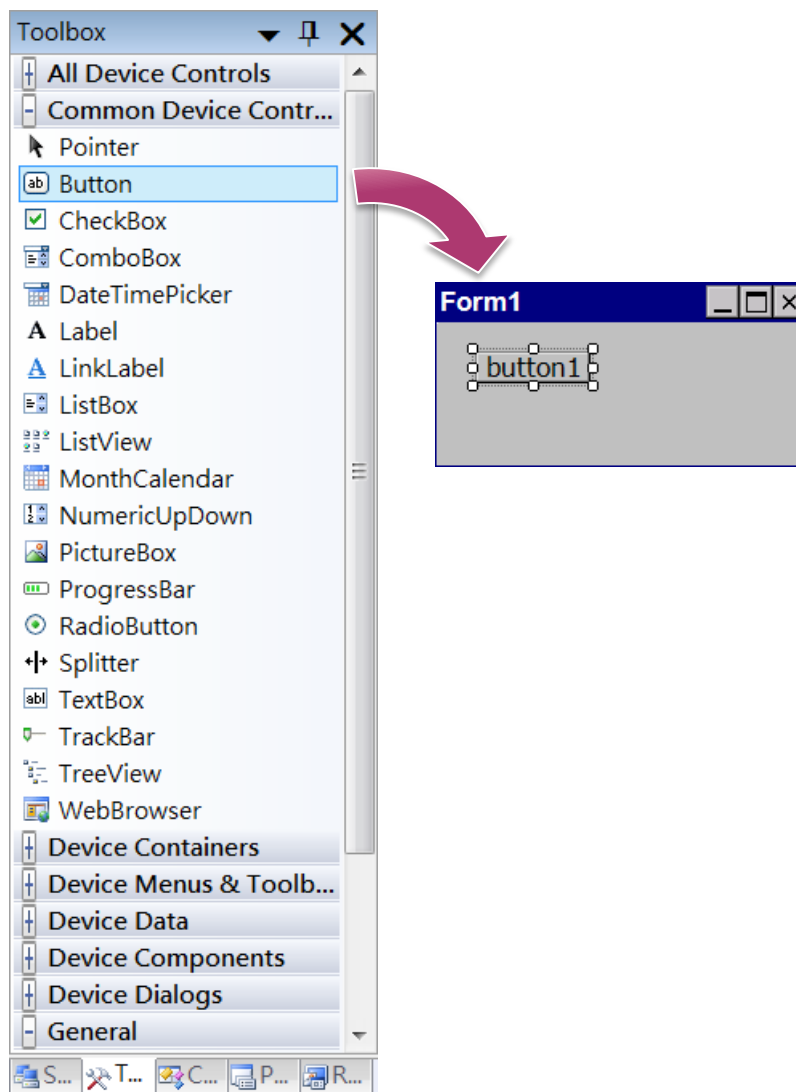 Toolbox
All Device Controls
Common Device Contr...
Pointer
ab Button
CheckBox
ComboBox
DateTimePicker
A Label
A LinkLabel
ListBox
ListView
MonthCalendar
NumericUpDown
PictureBox
ProgressBar
RadioButton
Splitter
abl TextBox
TrackBar
TreeView
WebBrowser
Device Containers
Device Menus & Toolb...
Device Data
Device Components
Device Dialogs
General
S... T... C... P... R...
Form1
button1